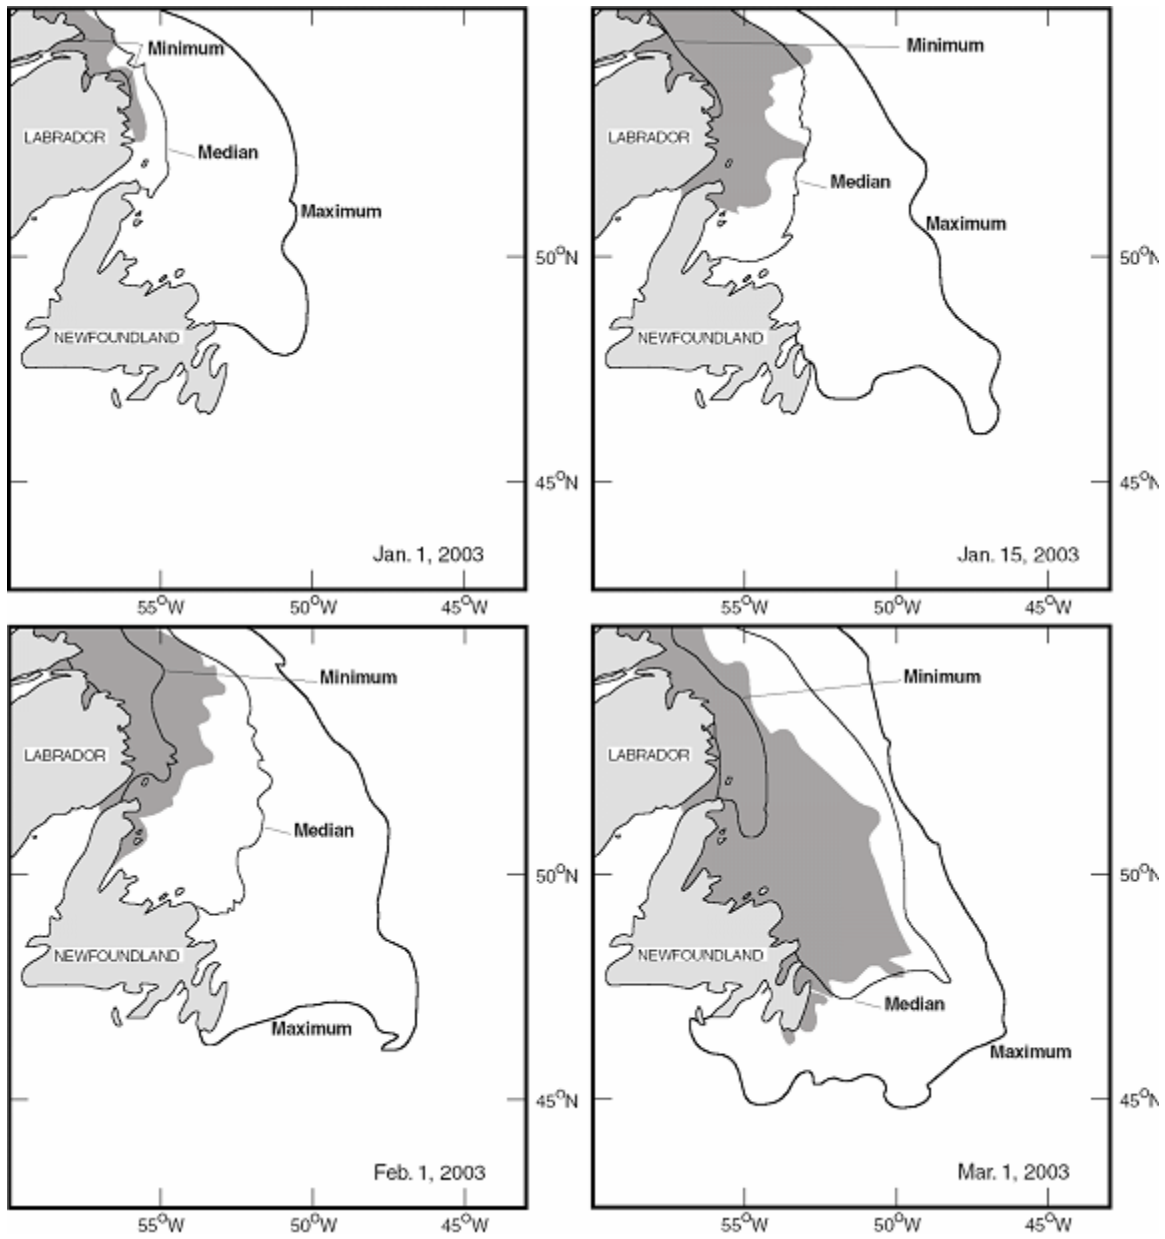 Minimum
LABRADOR
Median
Maximum
50°N
NEWFOUNDLAND
45°N
Jan. 1, 2003
55°W
50°W
45°W
Minimum
LABRADOR
Median
Maximum
50°N
NEWFOUNDLAND
45°N
Jan. 15, 2003
55°W
50°W
45°W
Minimum
LABRADOR
Median
50°N
NEWFOUNDLAND
Maximum
45°N
Feb. 1, 2003
55°W
50°W
45°W
Minimum
LABRADOR
50°N
NEWFOUNDLAND
Median
Maximum
45°N
Mar. 1, 2003
55°W
50°W
45°W